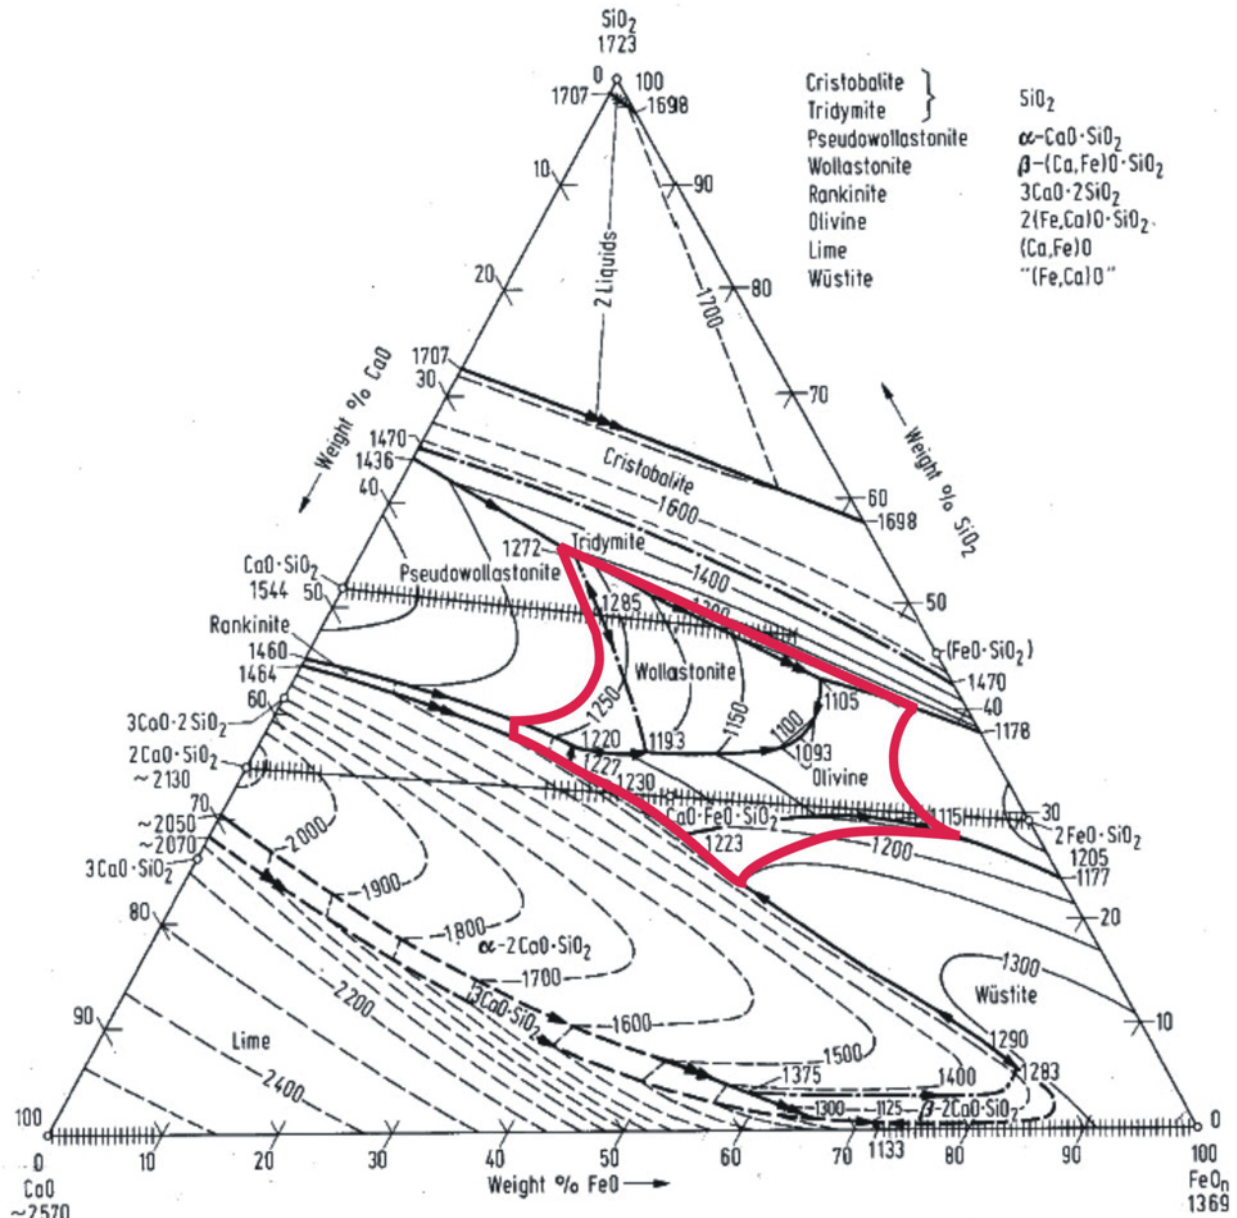 SiO2
1723
0
100
1707
1698
Cristobalite
Tridymite
SiO2
Pseudowollastonite
α-CaO·SiO2
Wollastonite
β-(Ca,Fe)O·SiO2
Rankinite
3CaO·2SiO2
Olivine
2(Fe,Ca)O·SiO2
Lime
(Ca,Fe)O
Wüstite
"(Fe,Ca)O"
10
90
20
80
2 Liquids
1700
Weight % CaO
1707
30
70
Weight % SiO2
1470
1436
Cristobalite
40
1600
60
1698
1272
Tridymite
CaO·SiO2
1544
50
Pseudowollastonite
1400
1285
50
Rankinite
1460
1464
Wollastonite
(FeO·SiO2)
1470
60
3CaO·2SiO2
1250
1150
1105
1100
40
1178
2CaO·SiO2
~2130
1220
1193
1093
1227
1230
Olivine
70
~2050
~2070
3CaO·SiO2
2000
CaO·FeO·SiO2
1115
30
2FeO·SiO2
1223
1200
1205
1177
1900
80
1800
α-2CaO·SiO2
20
1700
1300
2200
3CaO·SiO2
Wüstite
90
Lime
1600
10
1290
1500
2400
1375
1400
1283
1300
1125
β-2CaO·SiO2
100
0
0
10
20
30
40
50
60
70
1133
80
90
100
CaO
~2570
Weight % FeO
FeOn
1369